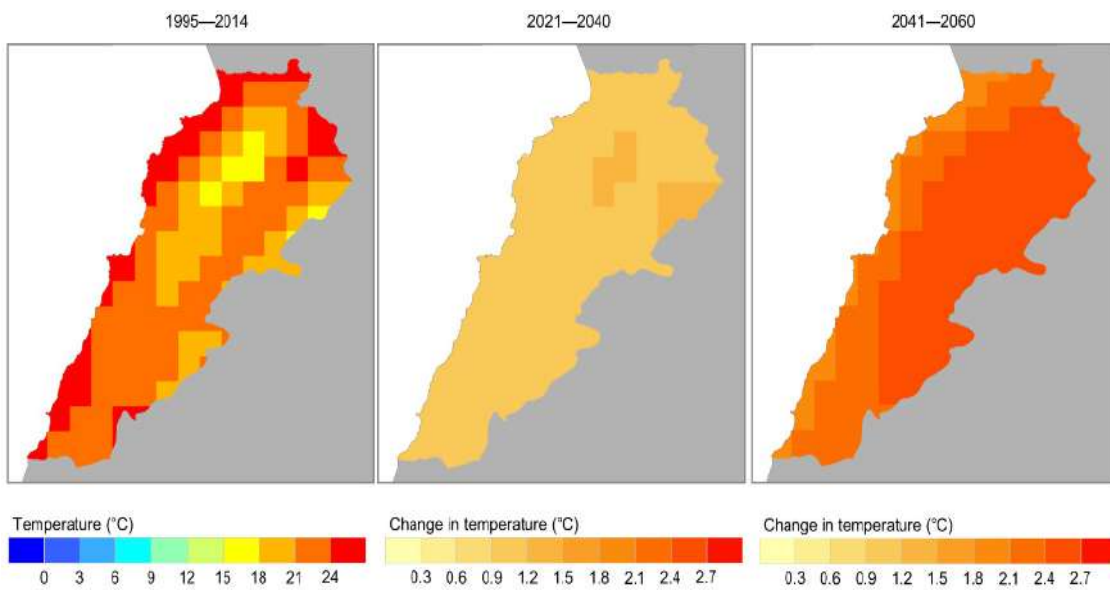 1995—2014
2021—2040
2041—2060
Temperature (°C)
0 3 6 9 12 15 18 21 24
Change in temperature (°C)
0.3 0.6 0.9 1.2 1.5 1.8 2.1 2.4 2.7
Change in temperature (°C)
0.3 0.6 0.9 1.2 1.5 1.8 2.1 2.4 2.7